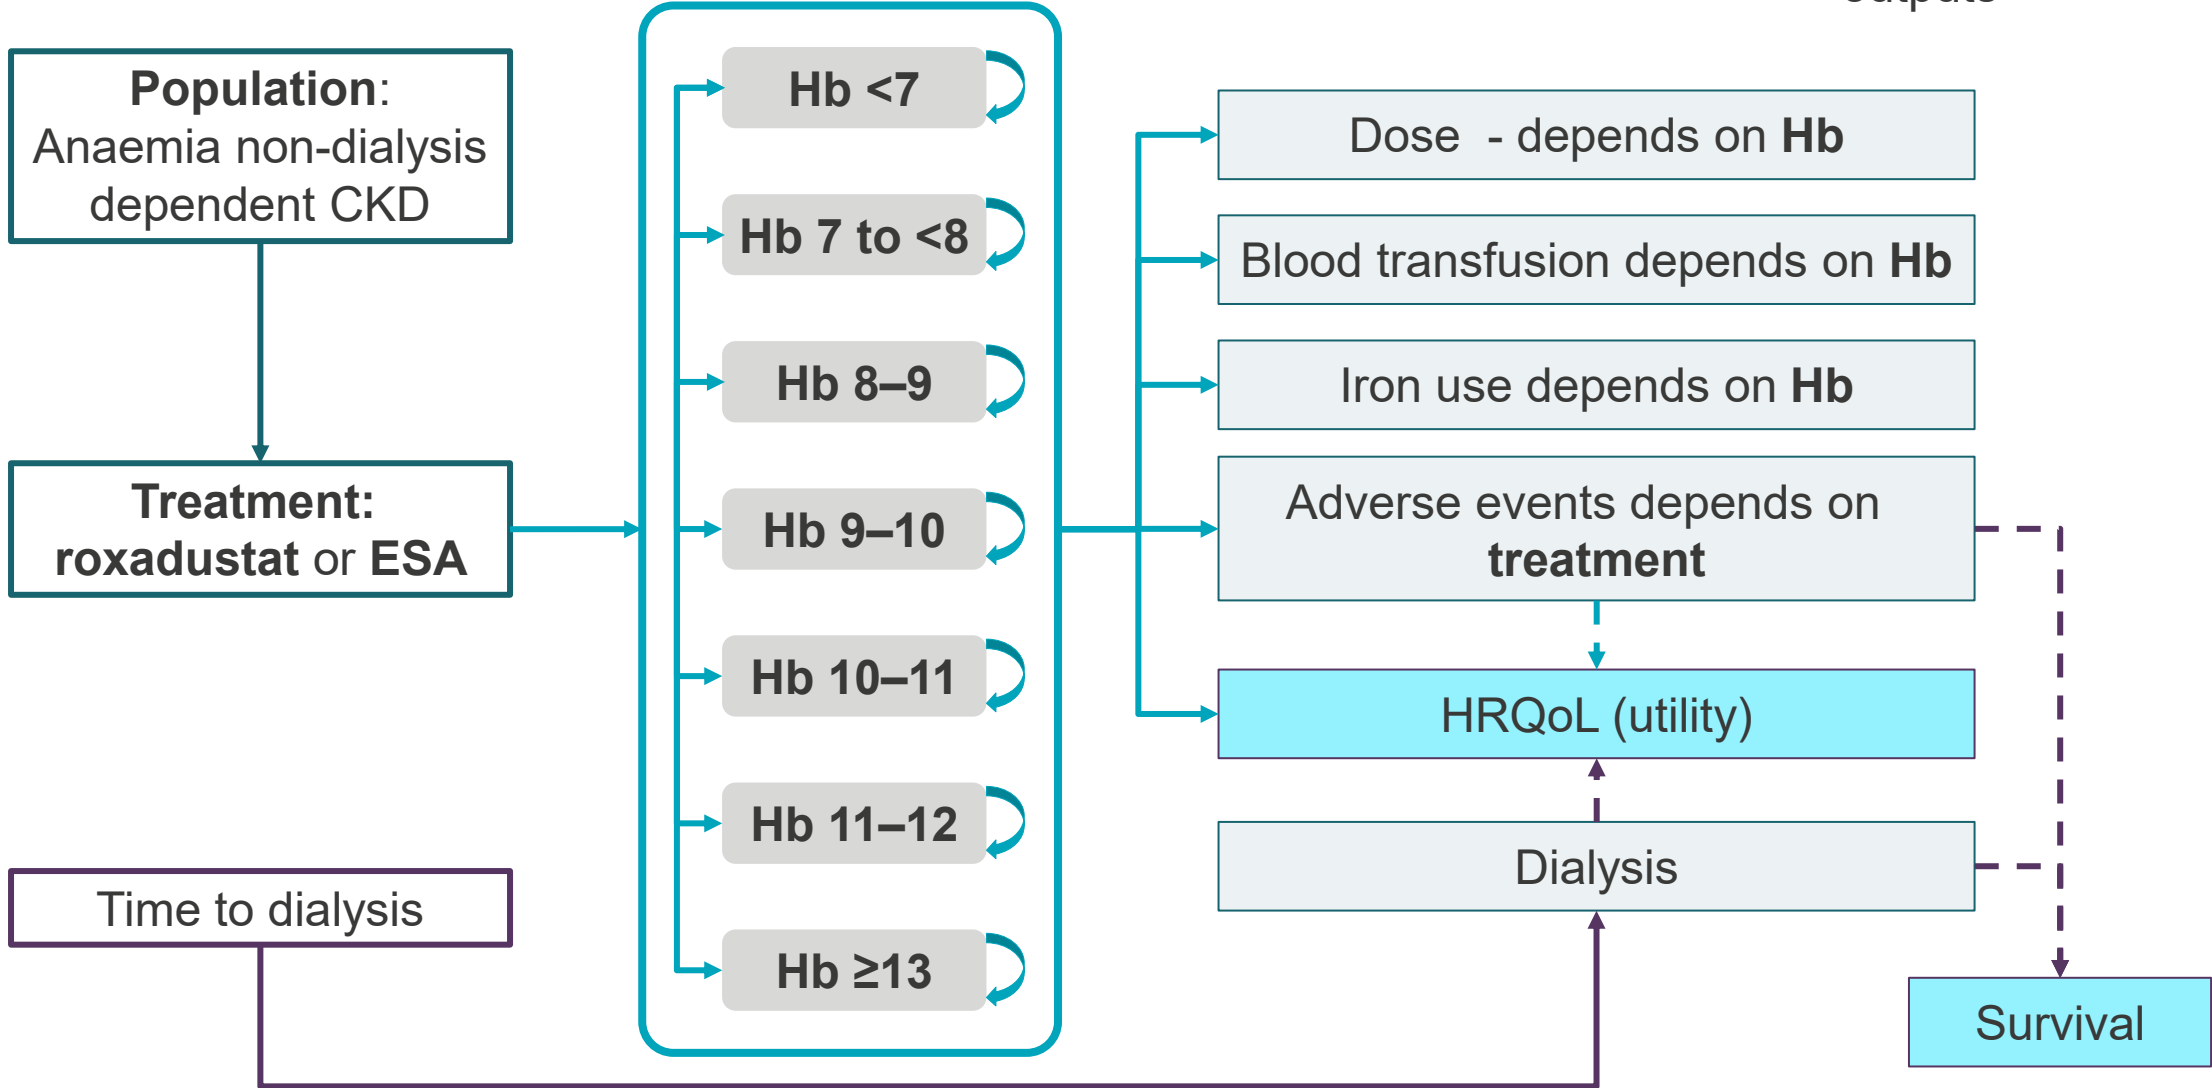 outputs
Population:
Anaemia non-dialysis
dependent CKD
Treatment:
roxadustat or ESA
Time to dialysis
Hb <7
Hb 7 to <8
Hb 8–9
Hb 9–10
Hb 10–11
Hb 11–12
Hb ≥13
Dose - depends on Hb
Blood transfusion depends on Hb
Iron use depends on Hb
Adverse events depends on
treatment
HRQoL (utility)
Dialysis
Survival